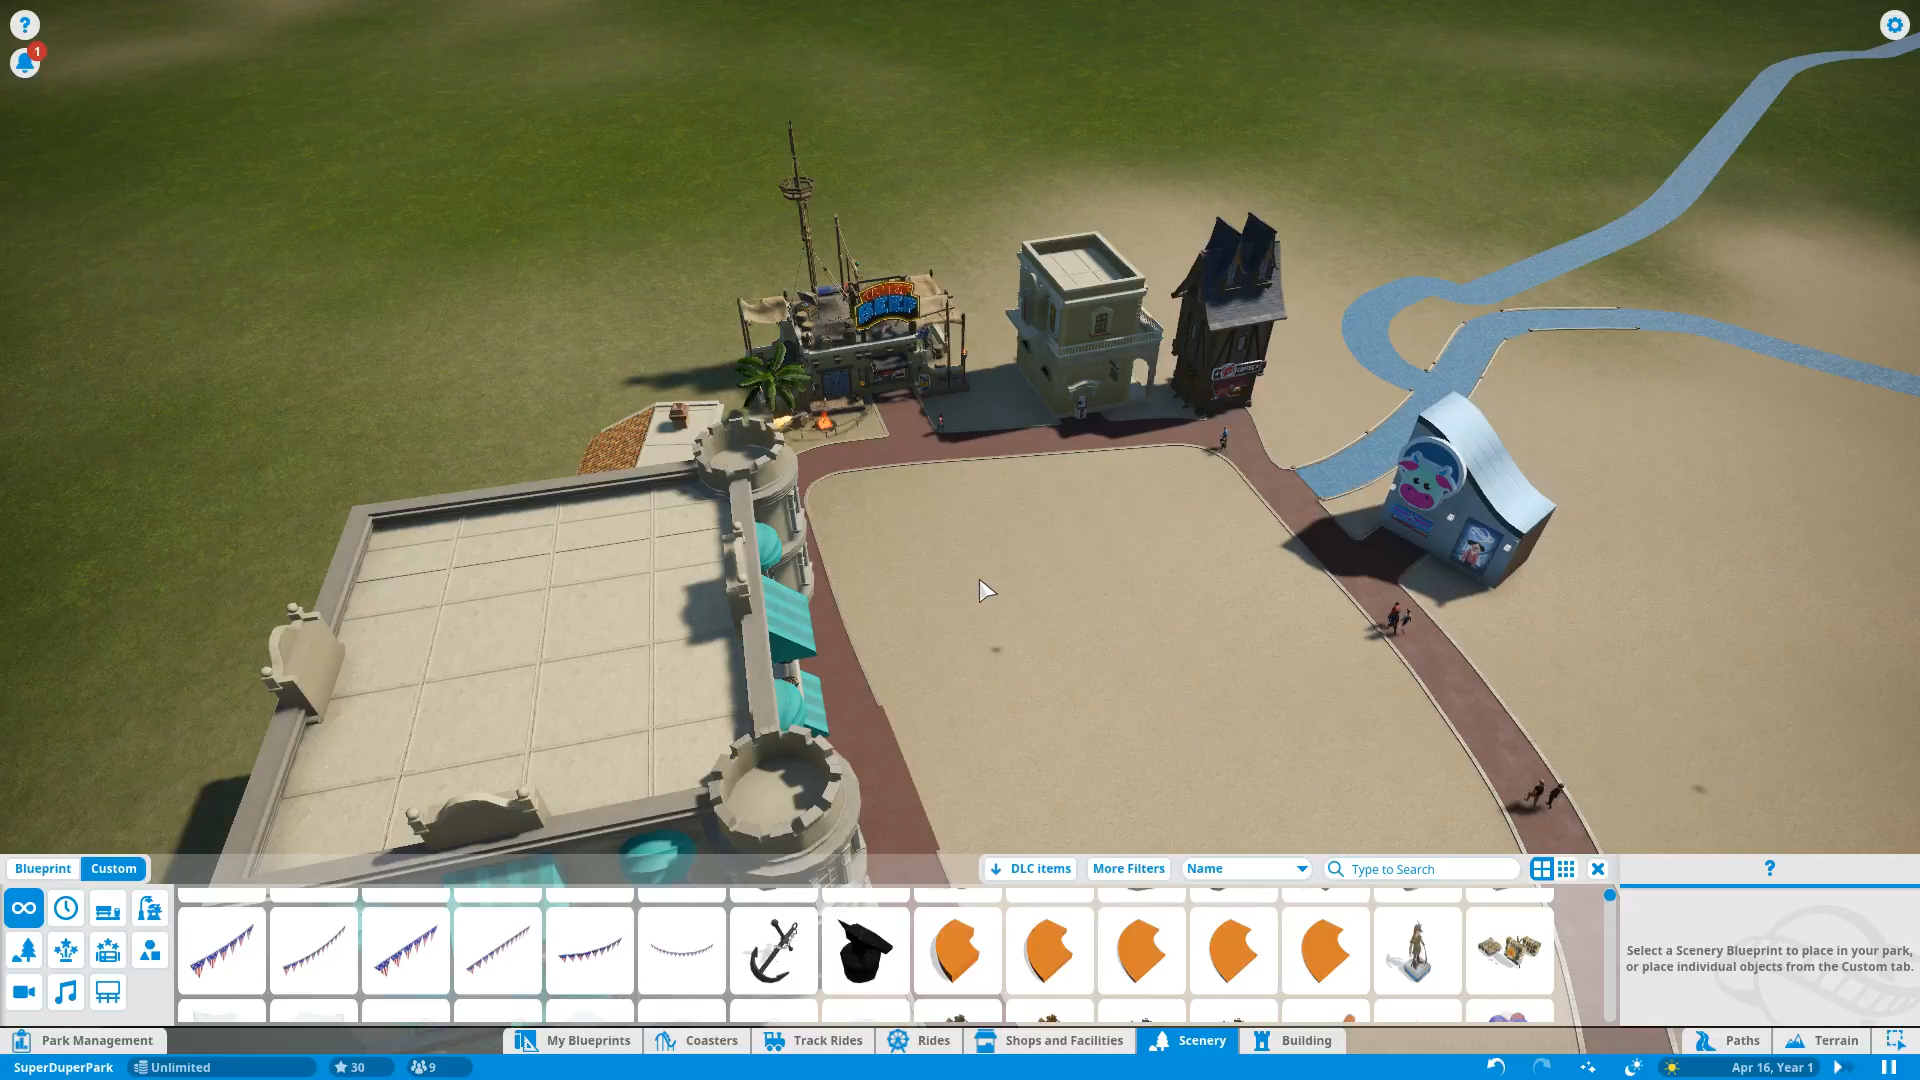 ?
1
COFFEE
Blueprint
Custom
DLC items
More Filters
Name
Type to Search
?
Select a Scenery Blueprint to place in your park,
or place individual objects from the Custom tab.
Park Management
My Blueprints
Coasters
Track Rides
Rides
Shops and Facilities
Scenery
Building
Paths
Terrain
SuperDuperPark
Unlimited
30
9
Apr 16, Year 1